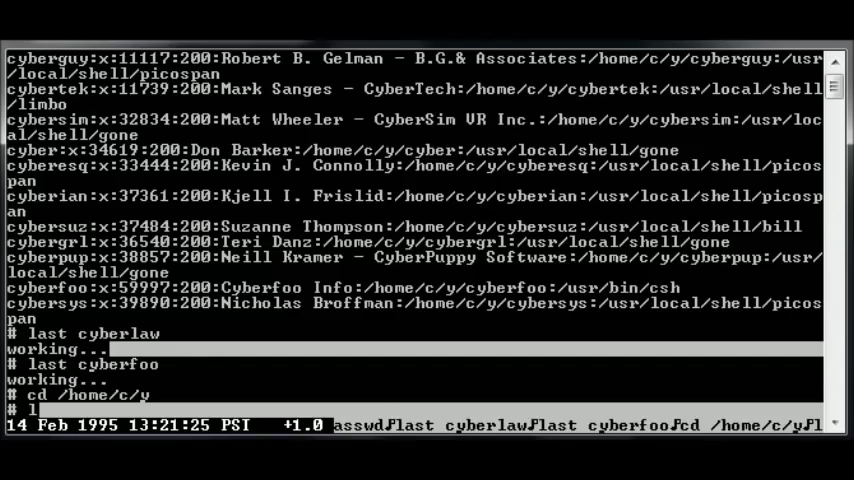 cyberguy:x:11117:200:Robert B. Gelman - B.G.& Associates:/home/c/y/cyberguy:/usr
/local/shell/picospan
cybertek:x:11739:200:Mark Sanges - CyberTech:/home/c/y/cybertek:/usr/local/shell
/limbo
cybersim:x:32834:200:Matt Wheeler - CyberSim VR Inc.:/home/c/y/cybersim:/usr/loc
al/shell/gone
cyber:x:34619:200:Don Barker:/home/c/y/cyber:/usr/local/shell/gone
cyberesq:x:33444:200:Kevin J. Connolly:/home/c/y/cyberesq:/usr/local/shell/picos
pan
cyberian:x:37361:200:Kjell I. Frislid:/home/c/y/cyberian:/usr/local/shell/picosp
an
cybersuz:x:37484:200:Suzanne Thompson:/home/c/y/cybersuz:/usr/local/shell/bill
cybergrl:x:36540:200:Teri Danz:/home/c/y/cybergrl:/usr/local/shell/gone
cyberpup:x:38857:200:Neill Kramer - CyberPuppy Software:/home/c/y/cyberpup:/usr/
local/shell/gone
cyberfoo:x:59997:200:Cyberfoo Info:/home/c/y/cyberfoo:/usr/bin/csh
cybersys:x:39890:200:Nicholas Broffman:/home/c/y/cybersys:/usr/local/shell/picos
pan
# last cyberlaw
working...
# last cyberfoo
working...
# cd /home/c/y
# l
14 Feb 1995 13:21:25 PSI +1.0 asswd♪last cyberlaw♪last cyberfoo♪cd /home/c/y♪l